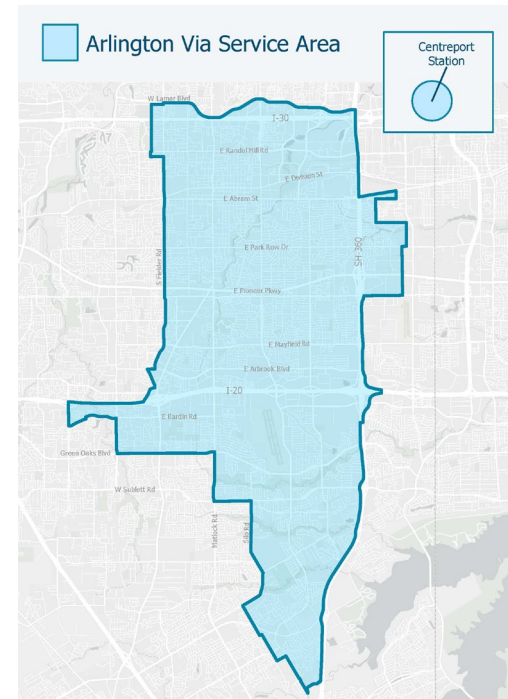 Arlington Via Service Area
Centreport
Station
W Lamar Blvd
I-30
E Randol Mill Rd
E Division St
E Abram St
E Park Row Dr
SH-360
S Fielder Rd
E Pioneer Pkwy
E Mayfield Rd
E Arbrook Blvd
I-20
E Bardin Rd
Green Oaks Blvd
W Sublett Rd
Matlock Rd
Silo Rd